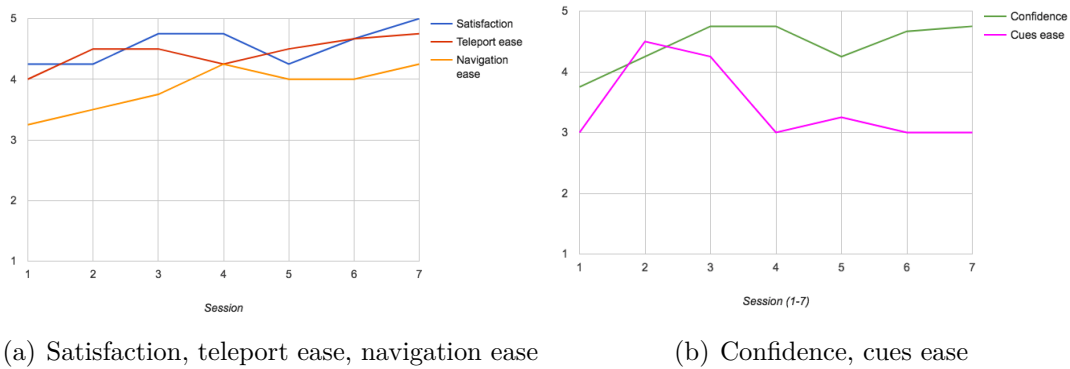 5
4
3
2
1
1 2 3 4 5 6 7
Session
Satisfaction
Teleport ease
Navigation
ease
(a) Satisfaction, teleport ease, navigation ease
5
4
3
2
1
1 2 3 4 5 6 7
Session (1-7)
Confidence
Cues ease
(b) Confidence, cues ease